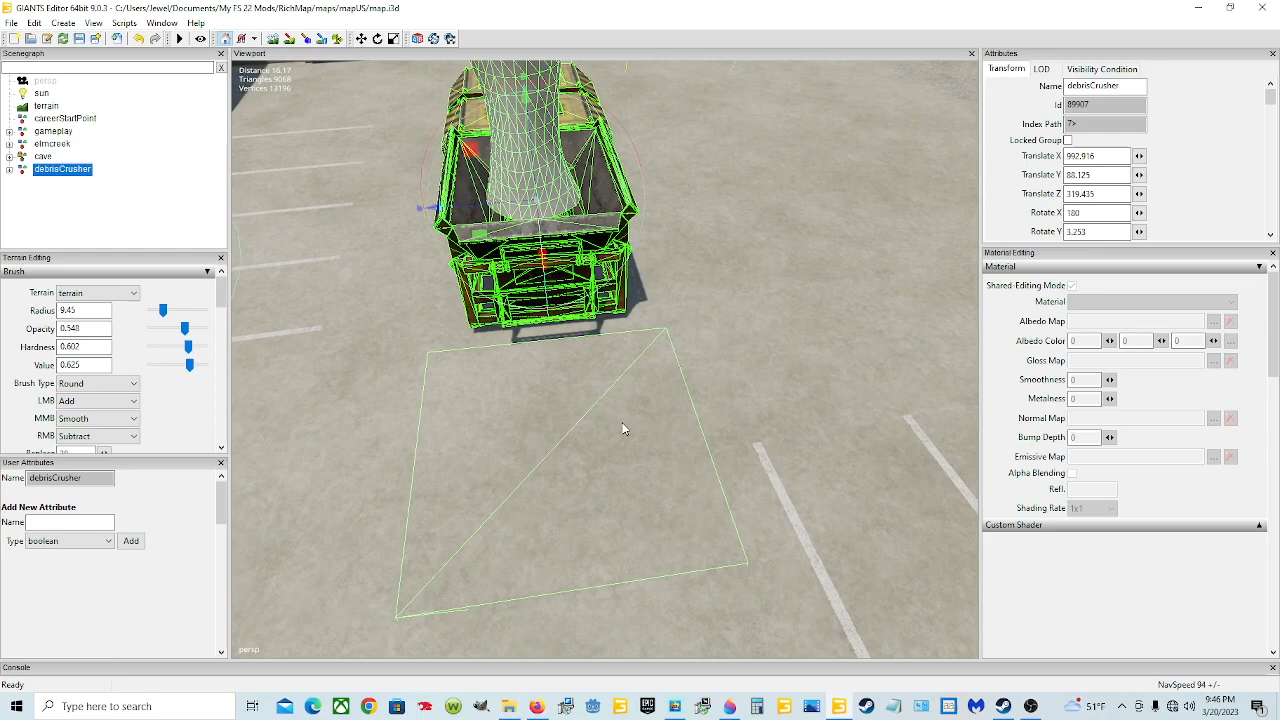 GIANTS Editor 64bit 9.0.3 - C:/Users/Jewel/Documents/My FS 22 Mods/RichMap/maps/mapUS/map.i3d
File Edit Create View Scripts Window Help
Scenegraph
X
persp
sun
terrain
careerStartPoint
gameplay
elmcreek
cave
debrisCrusher
Terrain Editing
Brush
Terrain terrain
Radius 9.45
Opacity 0.548
Hardness 0.602
Value 0.625
Brush Type Round
LMB Add
MMB Smooth
RMB Subtract
Replace 20
User Attributes
Name debrisCrusher
Add New Attribute
Name
Type boolean Add
Viewport
Distance 16.17
Triangles 9068
Vertices 13196
persp
Attributes
Transform LOD Visibility Con
Name debrisCrusher
Id 89907
Index Path 7>
Locked Group
Translate X 992.916
Translate Y 88.125
Translate Z 319.435
Rotate X 180
Rotate Y 3.253
Material Editing
Material
Shared-Editing Mode
Material
Albedo Map ...
Albedo Color 0 0 0 ...
Gloss Map ...
Smoothness 0
Metalness 0
Normal Map ...
Bump Depth 0
Emissive Map ...
Alpha Blending
Refl.
Shading Rate 1x1
Custom Shader
Console
Ready
NavSpeed 94 +/-
Type here to search
51°F
9:46 PM
3/20/2023